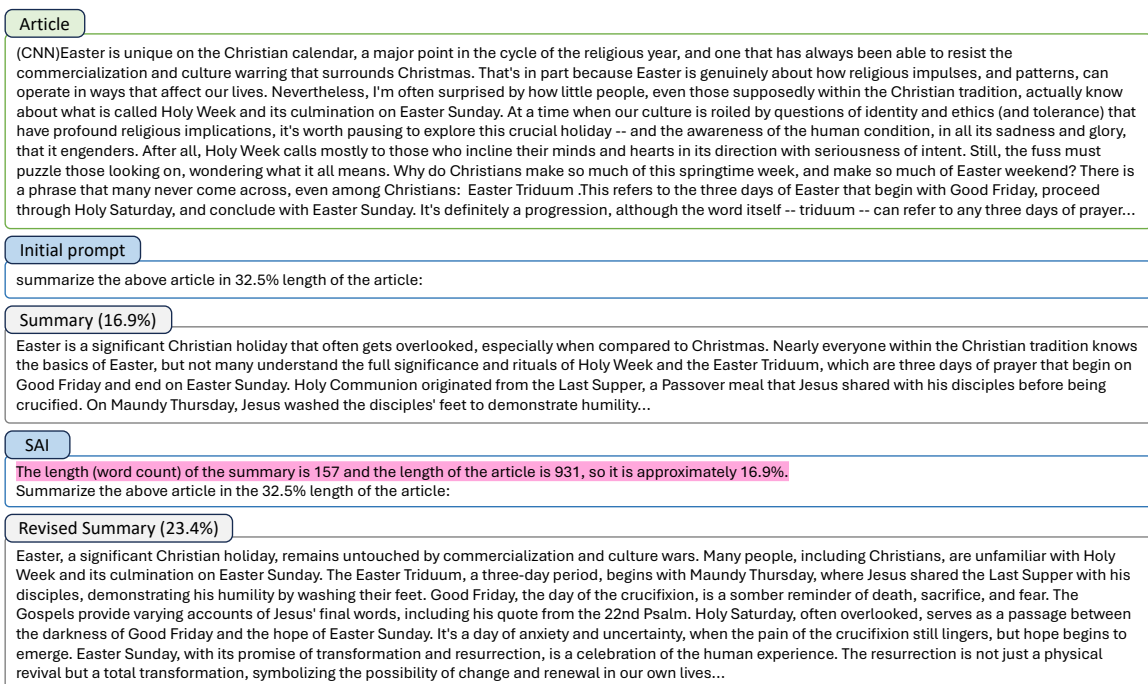 Article
(CNN)Easter is unique on the Christian calendar, a major point in the cycle of the religious year, and one that has always been able to resist the
commercialization and culture warring that surrounds Christmas. That's in part because Easter is genuinely about how religious impulses, and patterns, can
operate in ways that affect our lives. Nevertheless, I'm often surprised by how little people, even those supposedly within the Christian tradition, actually know
about what is called Holy Week and its culmination on Easter Sunday. At a time when our culture is roiled by questions of identity and ethics (and tolerance) that
have profound religious implications, it's worth pausing to explore this crucial holiday -- and the awareness of the human condition, in all its sadness and glory,
that it engenders. After all, Holy Week calls mostly to those who incline their minds and hearts in its direction with seriousness of intent. Still, the fuss must
puzzle those looking on, wondering what it all means. Why do Christians make so much of this springtime week, and make so much of Easter weekend? There is
a phrase that many never come across, even among Christians:  Easter Triduum .This refers to the three days of Easter that begin with Good Friday, proceed
through Holy Saturday, and conclude with Easter Sunday. It's definitely a progression, although the word itself -- triduum -- can refer to any three days of prayer...
Initial prompt
summarize the above article in 32.5% length of the article:
Summary (16.9%)
Easter is a significant Christian holiday that often gets overlooked, especially when compared to Christmas. Nearly everyone within the Christian tradition knows
the basics of Easter, but not many understand the full significance and rituals of Holy Week and the Easter Triduum, which are three days of prayer that begin on
Good Friday and end on Easter Sunday. Holy Communion originated from the Last Supper, a Passover meal that Jesus shared with his disciples before being
crucified. On Maundy Thursday, Jesus washed the disciples' feet to demonstrate humility...
SAI
The length (word count) of the summary is 157 and the length of the article is 931, so it is approximately 16.9%.
Summarize the above article in the 32.5% length of the article:
Revised Summary (23.4%)
Easter, a significant Christian holiday, remains untouched by commercialization and culture wars. Many people, including Christians, are unfamiliar with Holy
Week and its culmination on Easter Sunday. The Easter Triduum, a three-day period, begins with Maundy Thursday, where Jesus shared the Last Supper with his
disciples, demonstrating his humility by washing their feet. Good Friday, the day of the crucifixion, is a somber reminder of death, sacrifice, and fear. The
Gospels provide varying accounts of Jesus' final words, including his quote from the 22nd Psalm. Holy Saturday, often overlooked, serves as a passage between
the darkness of Good Friday and the hope of Easter Sunday. It's a day of anxiety and uncertainty, when the pain of the crucifixion still lingers, but hope begins to
emerge. Easter Sunday, with its promise of transformation and resurrection, is a celebration of the human experience. The resurrection is not just a physical
revival but a total transformation, symbolizing the possibility of change and renewal in our own lives...